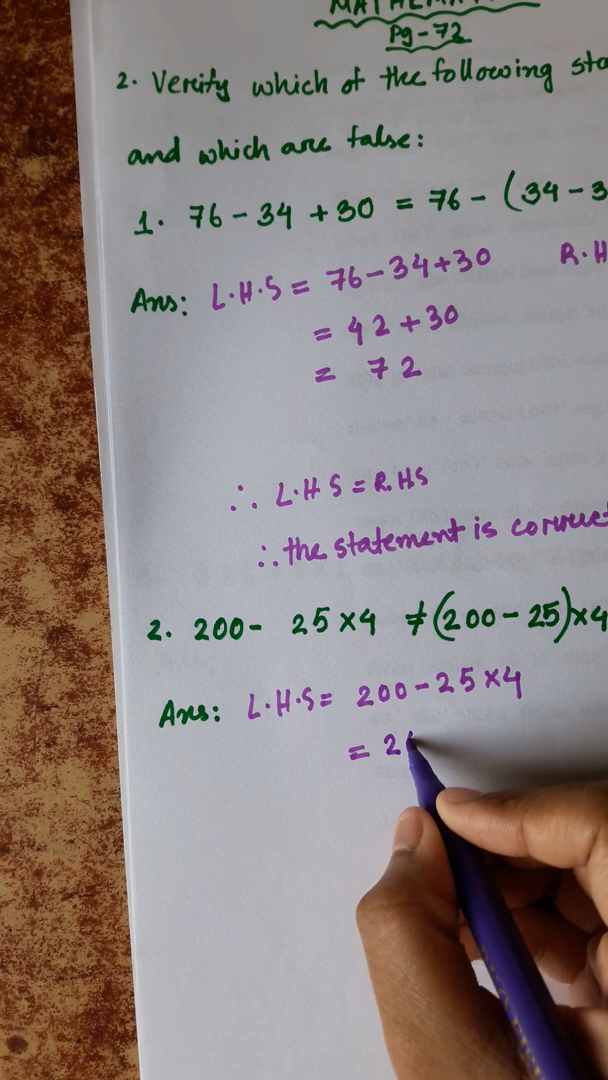 Pg-72
2. Verify which of the following sta
and which are false:
1. 76-34 +30 = 76 - (34-3
Ans: L.H.S = 76-34+30 R.H
= 42+30
= 72
∴ L.H.S = R.HS
∴ the statement is correct
2. 200- 25×4 ≠(200-25)×4
Ans: L.H.S = 200-25×4
= 2